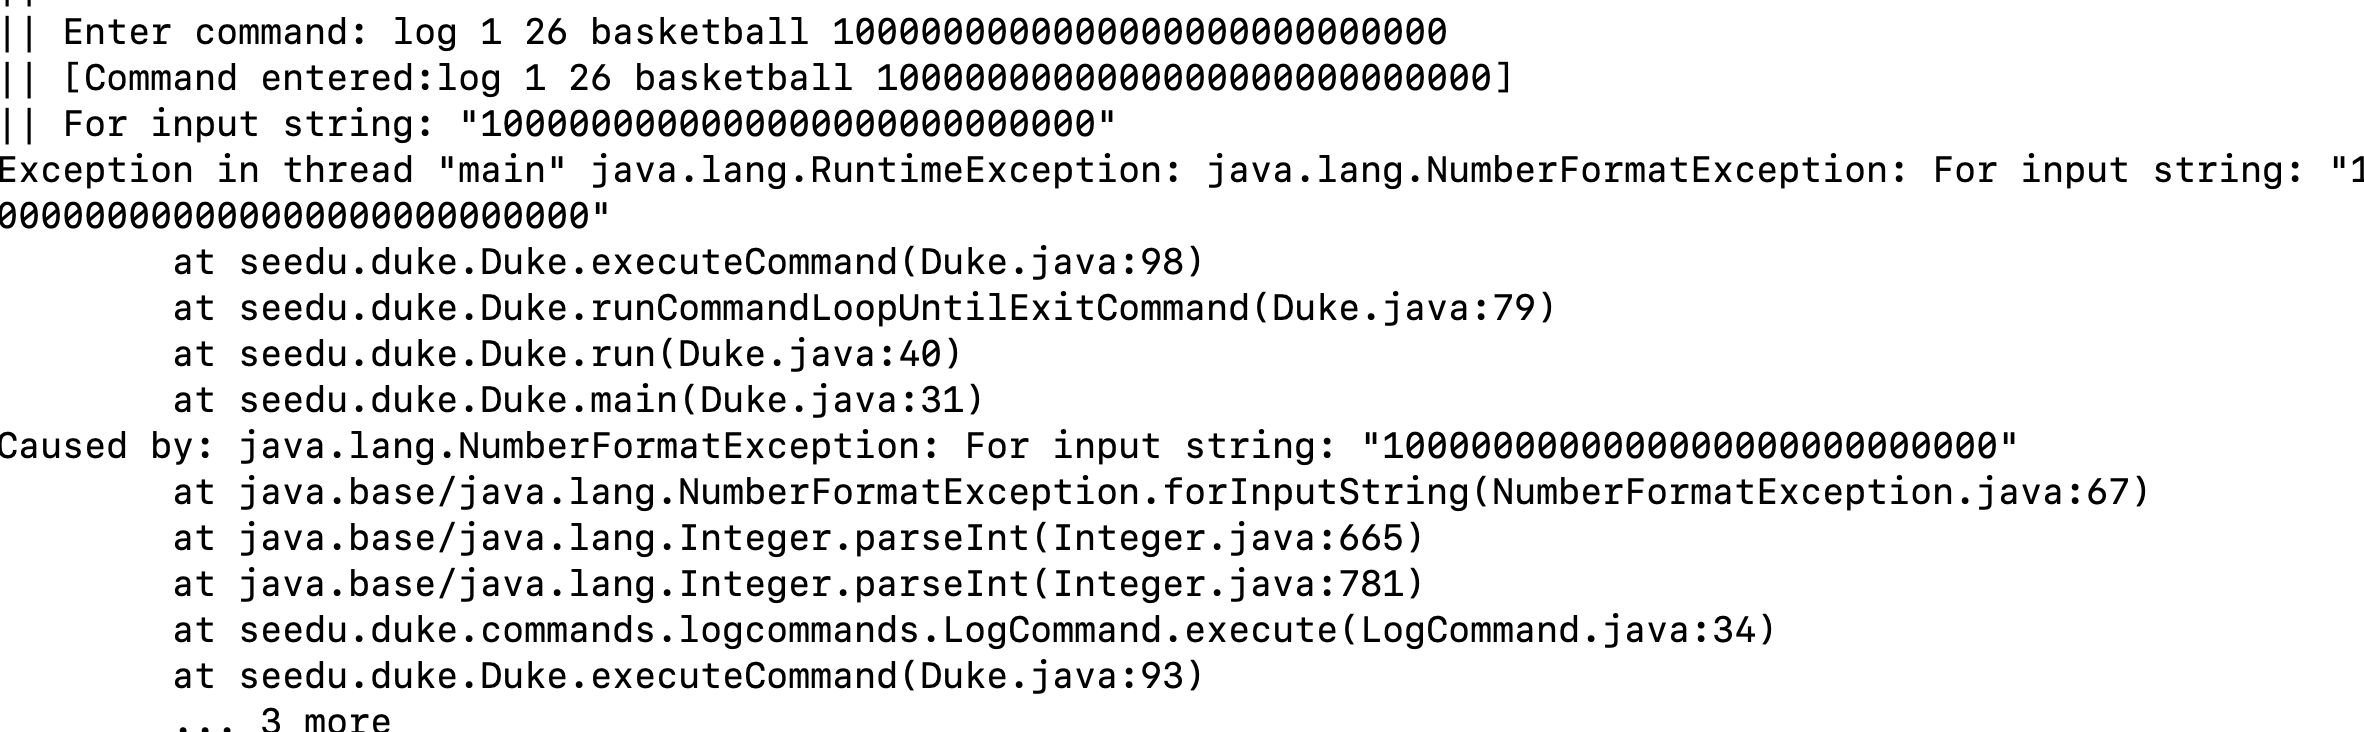 || Enter command: log 1 26 basketball 1000000000000000000000000000
|| [Command entered:log 1 26 basketball 1000000000000000000000000000]
|| For input string: "1000000000000000000000000000"
Exception in thread "main" java.lang.RuntimeException: java.lang.NumberFormatException: For input string: "1
000000000000000000000000000"
at seedu.duke.Duke.executeCommand(Duke.java:98)
at seedu.duke.Duke.runCommandLoopUntilExitCommand(Duke.java:79)
at seedu.duke.Duke.run(Duke.java:40)
at seedu.duke.Duke.main(Duke.java:31)
Caused by: java.lang.NumberFormatException: For input string: "1000000000000000000000000000"
at java.base/java.lang.NumberFormatException.forInputString(NumberFormatException.java:67)
at java.base/java.lang.Integer.parseInt(Integer.java:665)
at java.base/java.lang.Integer.parseInt(Integer.java:781)
at seedu.duke.commands.logcommands.LogCommand.execute(LogCommand.java:34)
at seedu.duke.Duke.executeCommand(Duke.java:93)
... 3 more